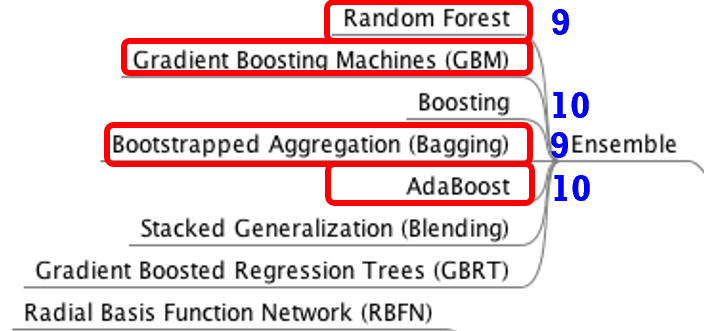 Random Forest 9
Gradient Boosting Machines (GBM)
Boosting 10
Bootstrapped Aggregation (Bagging) 9 Ensemble
AdaBoost 10
Stacked Generalization (Blending)
Gradient Boosted Regression Trees (GBRT)
Radial Basis Function Network (RBFN)